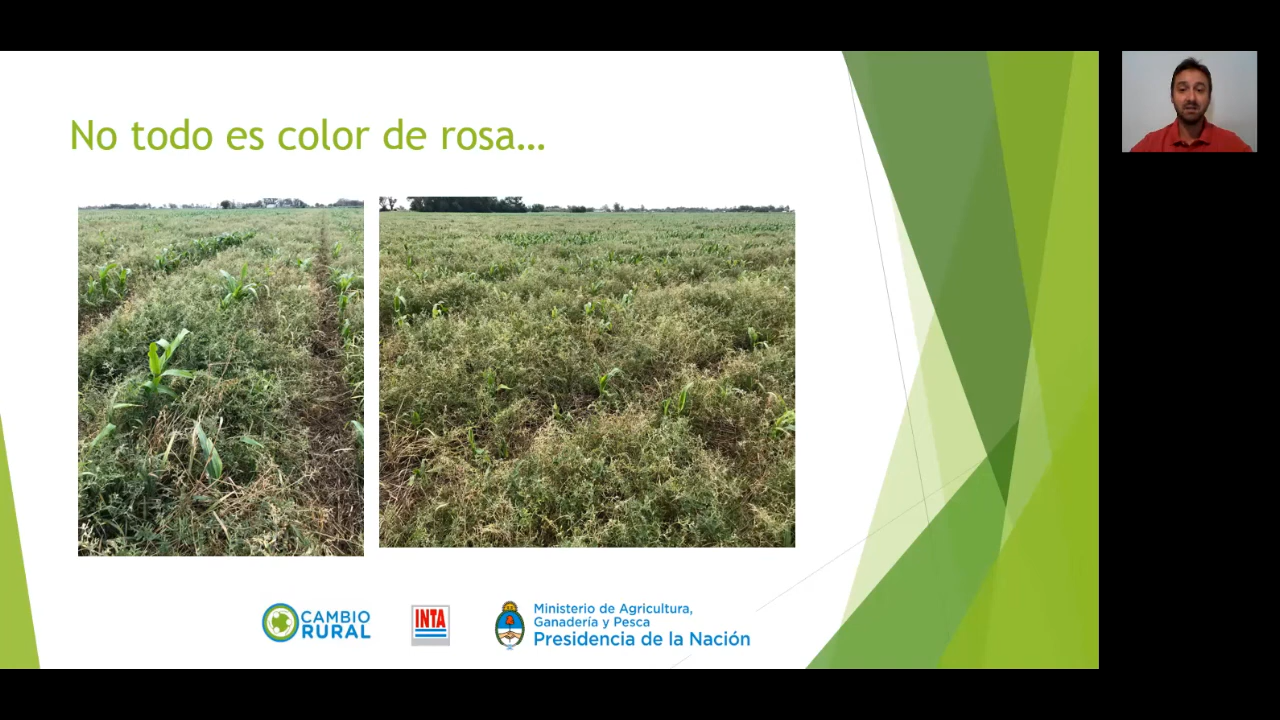 No todo es color de rosa...
CAMBIO
RURAL
INTA
Ministerio de Agricultura,
Ganadería y Pesca
Presidencia de la Nación